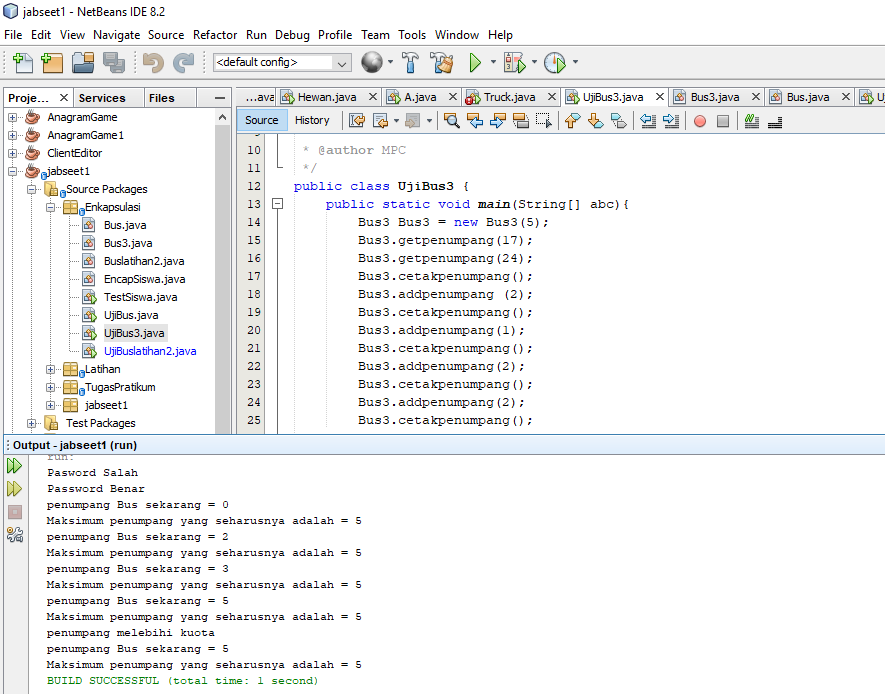 jabseet1 - NetBeans IDE 8.2
File Edit View Navigate Source Refactor Run Debug Profile Team Tools Window Help
<default config>
Proje... Services Files
...ava Hewan.java A.java Truck.java UjiBus3.java Bus3.java Bus.java U
Source History
AnagramGame
AnagramGame1
ClientEditor
jabseet1
Source Packages
Enkapsulasi
Bus.java
Bus3.java
Buslatihan2.java
EncapSiswa.java
TestSiswa.java
UjiBus.java
UjiBus3.java
UjiBuslatihan2.java
Latihan
TugasPratikum
jabseet1
Test Packages
10 * @author MPC
11 */
12 public class UjiBus3 {
13 public static void main(String[] abc){
14 Bus3 Bus3 = new Bus3(5);
15 Bus3.getpenumpang(17);
16 Bus3.getpenumpang(24);
17 Bus3.cetakpenumpang();
18 Bus3.addpenumpang (2);
19 Bus3.cetakpenumpang();
20 Bus3.addpenumpang(1);
21 Bus3.cetakpenumpang();
22 Bus3.addpenumpang(2);
23 Bus3.cetakpenumpang();
24 Bus3.addpenumpang(2);
25 Bus3.cetakpenumpang();
Output - jabseet1 (run)
run:
Pasword Salah
Password Benar
penumpang Bus sekarang = 0
Maksimum penumpang yang seharusnya adalah = 5
penumpang Bus sekarang = 2
Maksimum penumpang yang seharusnya adalah = 5
penumpang Bus sekarang = 3
Maksimum penumpang yang seharusnya adalah = 5
penumpang Bus sekarang = 5
Maksimum penumpang yang seharusnya adalah = 5
penumpang melebihi kuota
penumpang Bus sekarang = 5
Maksimum penumpang yang seharusnya adalah = 5
BUILD SUCCESSFUL (total time: 1 second)